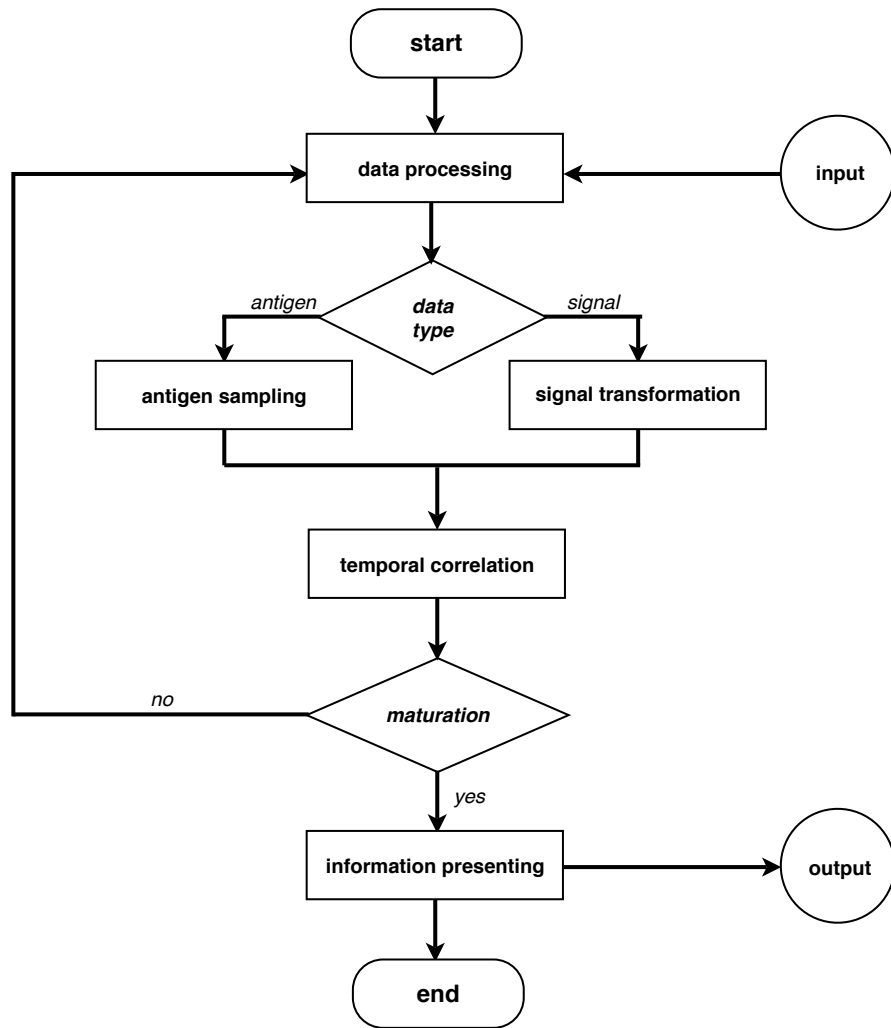 start
data processing
input
antigen
data
type
signal
antigen sampling
signal transformation
temporal correlation
no
maturation
yes
information presenting
output
end